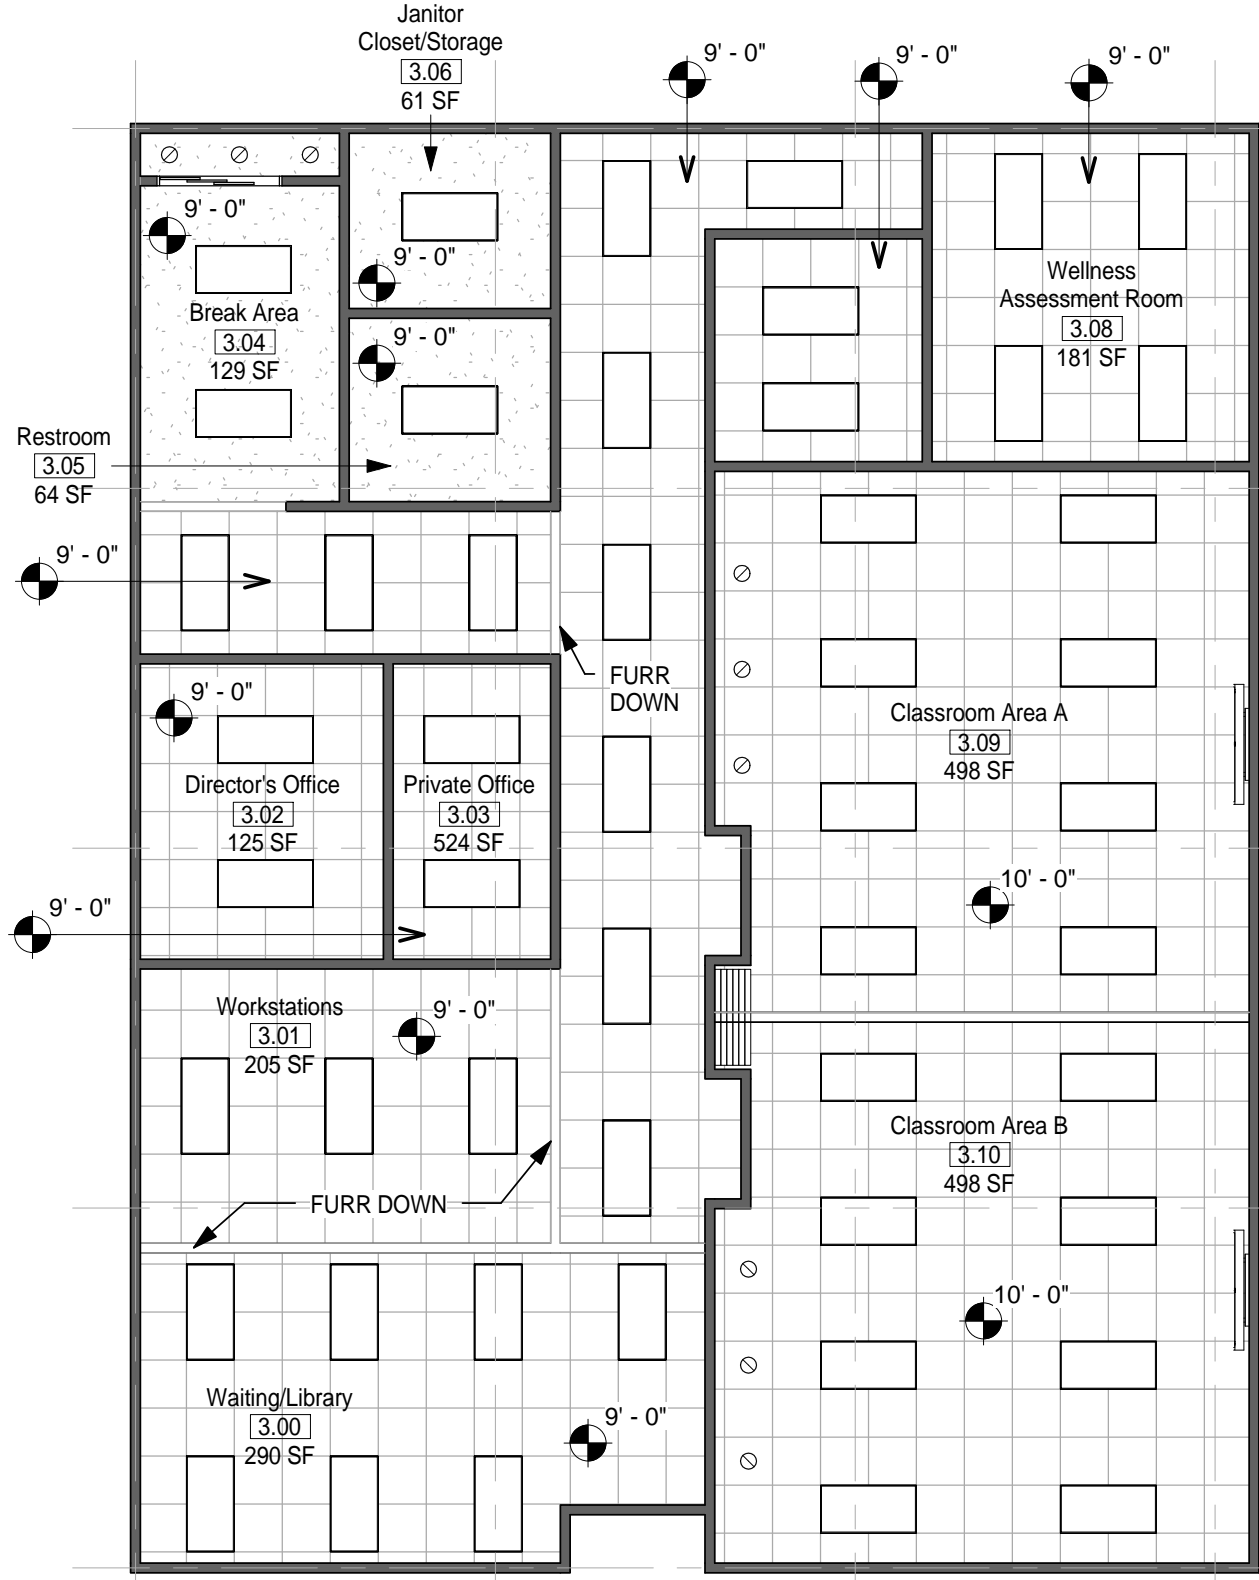 Janitor
Closet/Storage
3.06
61 SF
9' - 0"
9' - 0"
9' - 0"
9' - 0"
9' - 0"
9' - 0"
Break Area
3.04
129 SF
Wellness
Assessment Room
3.08
181 SF
Restroom
3.05
64 SF
9' - 0"
FURR
DOWN
9' - 0"
Classroom Area A
3.09
498 SF
Director's Office
3.02
125 SF
Private Office
3.03
524 SF
10' - 0"
9' - 0"
Workstations
3.01
205 SF
9' - 0"
Classroom Area B
3.10
498 SF
FURR DOWN
10' - 0"
Waiting/Library
3.00
290 SF
9' - 0"